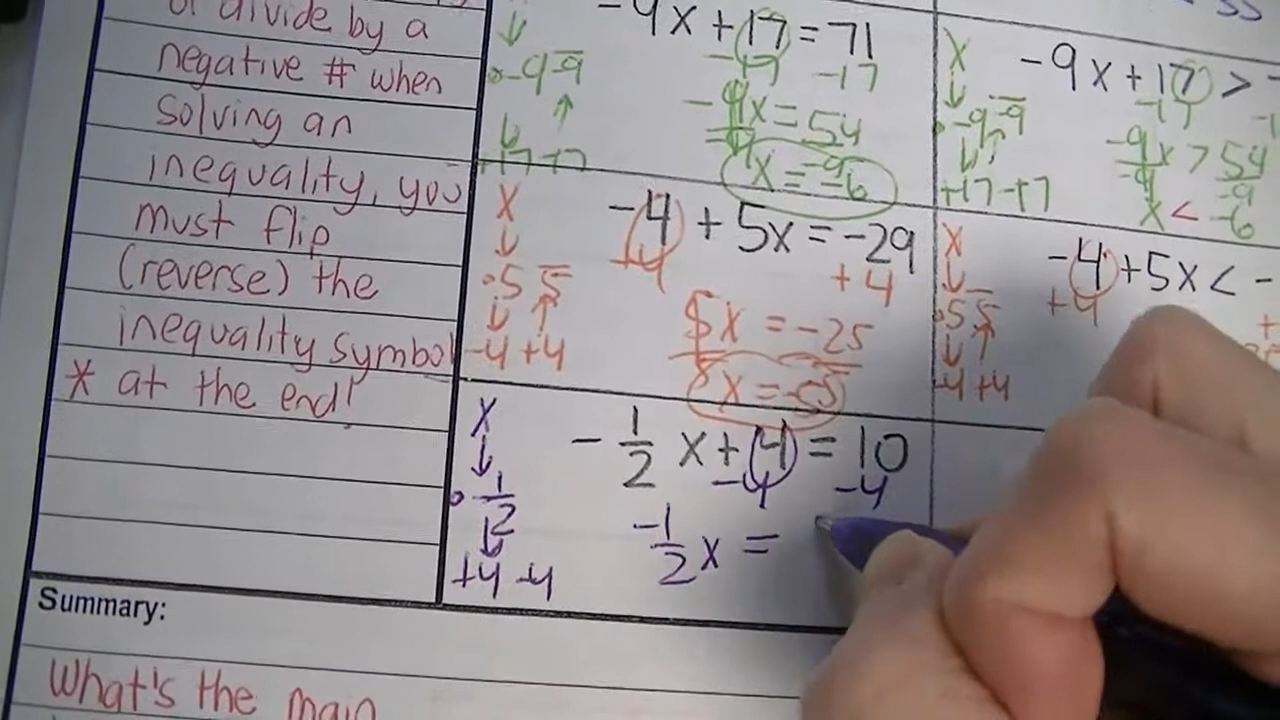 or divide by a
negative # when
solving an
inequality, you
must flip
(reverse) the
inequality symbol
* at the end!
Summary:
What's the main
-9x + 17 = 71
-17 -17
-9x = 54
-9 -9
x = -6
+17 -17
-9x + 17 >
-17
-9x > 54
-9 -9
x < -6
+17 -17
x
-4 + 5x = -29
+4 +4
5x = -25
x = -5
·5 5
-4 +4
x
-4 + 5x < -
+4
·5 5
-4 +4
x
-1/2 x + 4 = 10
-4 -4
-1/2 x =
·-1/2
+4 -4